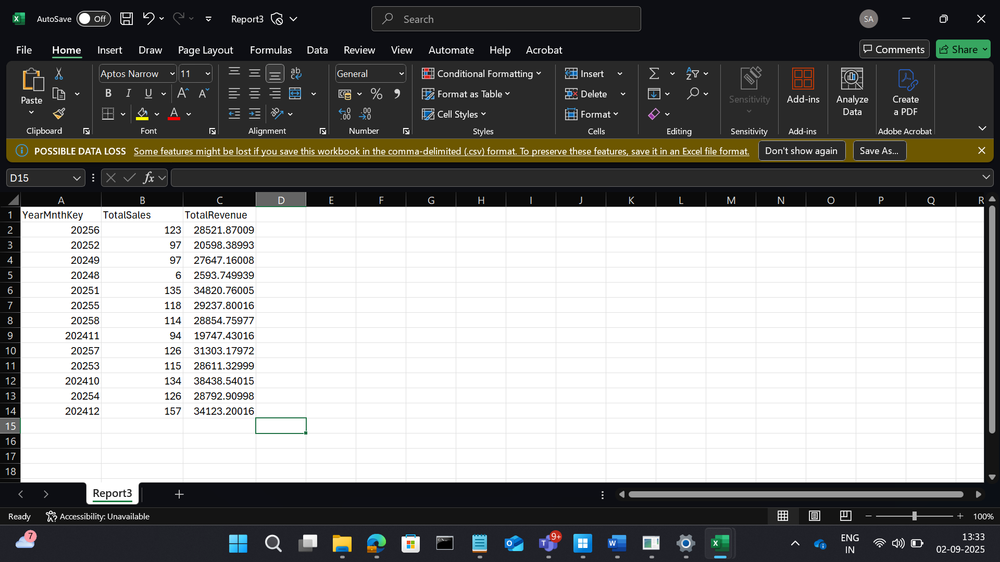 AutoSave Off Report3 Search SA
File Home Insert Draw Page Layout Formulas Data Review View Automate Help Acrobat Comments Share
Paste Aptos Narrow 11 General Conditional Formatting Insert Sensitivity Add-ins Analyze Data Create a PDF
B I U Format as Table Delete
Cell Styles Format
Clipboard Font Alignment Number Styles Cells Editing Sensitivity Add-ins Adobe Acrobat
POSSIBLE DATA LOSS Some features might be lost if you save this workbook in the comma-delimited (.csv) format. To preserve these features, save it in an Excel file format. Don't show again Save As...
D15 fx
A B C D E F G H I J K L M N O P Q R
1 YearMnthKey TotalSales TotalRevenue
2 20256 123 28521.87009
3 20252 97 20598.38993
4 20249 97 27647.16008
5 20248 6 2593.749939
6 20251 135 34820.76005
7 20255 118 29237.80016
8 20258 114 28854.75977
9 202411 94 19747.43016
10 20257 126 31303.17972
11 20253 115 28611.32999
12 202410 134 38438.54015
13 20254 126 28792.90998
14 202412 157 34123.20016
15
16
17
18
Report3
Ready Accessibility: Unavailable 100%
7 9+ ENG IN 13:33
02-09-2025